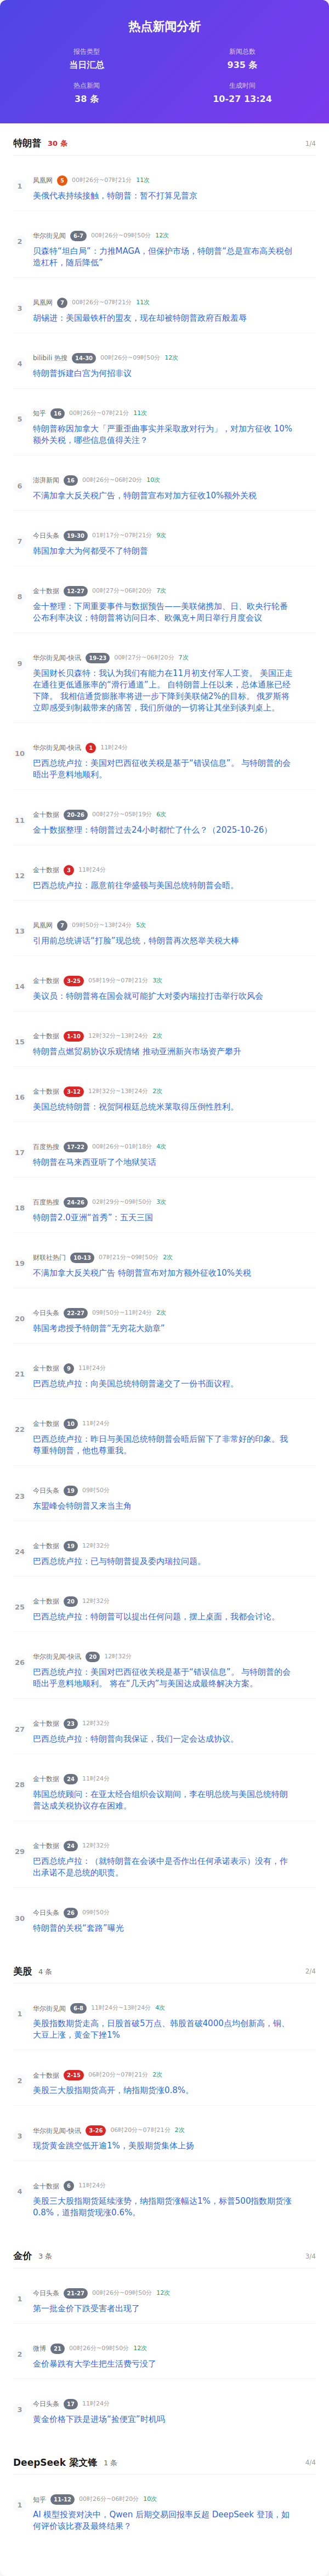 热点新闻分析
报告类型 新闻总数
当日汇总 935 条
热点新闻 生成时间
38 条 10-27 13:24
特朗普 30 条 1/4
1 凤凰网 5 00时26分~07时21分 11次
美俄代表持续接触，特朗普：暂不打算见普京
2 华尔街见闻 6-7 00时26分~09时50分 12次
贝森特“坦白局”：力推MAGA，但保护市场，特朗普“总是宣布高关税创
造杠杆，随后降低”
3 凤凰网 7 00时26分~07时21分 11次
胡锡进：美国最铁杆的盟友，现在却被特朗普政府百般羞辱
4 bilibili 热搜 14-30 00时26分~09时50分 12次
特朗普拆建白宫为何招非议
5 知乎 16 00时26分~07时21分 11次
特朗普称因加拿大「严重歪曲事实并采取敌对行为」，对加方征收 10%
额外关税，哪些信息值得关注？
6 澎湃新闻 16 00时26分~06时20分 10次
不满加拿大反关税广告，特朗普宣布对加方征收10%额外关税
7 今日头条 19-30 01时17分~07时21分 9次
韩国加拿大为何都受不了特朗普
8 金十数据 12-27 00时27分~06时20分 7次
金十整理：下周重要事件与数据预告——美联储携加、日、欧央行轮番
公布利率决议；特朗普将访问日本、欧佩克+周日举行月度会议
9 华尔街见闻-快讯 19-23 00时27分~06时20分 7次
美国财长贝森特：我认为我们有能力在11月初支付军人工资。 美国正走
在通往更低通胀率的“滑行通道”上。 自特朗普上任以来，总体通胀已经
下降。 我相信通货膨胀率将进一步下降到美联储2%的目标。 俄罗斯将
立即感受到制裁带来的痛苦，我们所做的一切将让其坐到谈判桌上。
10 华尔街见闻-快讯 1 11时24分
巴西总统卢拉：美国对巴西征收关税是基于“错误信息”。 与特朗普的会
晤出乎意料地顺利。
11 金十数据 20-26 00时27分~05时19分 6次
金十数据整理：特朗普过去24小时都忙了什么？（2025-10-26）
12 金十数据 3 11时24分
巴西总统卢拉：愿意前往华盛顿与美国总统特朗普会晤。
13 凤凰网 7 09时50分~13时24分 5次
引用前总统讲话“打脸”现总统，特朗普再次怒举关税大棒
14 金十数据 3-25 05时19分~07时21分 3次
美议员：特朗普将在国会就可能扩大对委内瑞拉打击举行吹风会
15 金十数据 1-10 12时32分~13时24分 2次
特朗普点燃贸易协议乐观情绪 推动亚洲新兴市场资产攀升
16 金十数据 3-12 12时32分~13时24分 2次
美国总统特朗普：祝贺阿根廷总统米莱取得压倒性胜利。
17 百度热搜 17-22 00时26分~01时18分 4次
特朗普在马来西亚听了个地狱笑话
18 百度热搜 24-26 02时29分~09时50分 3次
特朗普2.0亚洲“首秀”：五天三国
19 财联社热门 10-13 07时21分~09时50分 2次
不满加拿大反关税广告 特朗普宣布对加方额外征收10%关税
20 今日头条 22-27 09时50分~11时24分 2次
韩国考虑授予特朗普“无穷花大勋章”
21 金十数据 9 11时24分
巴西总统卢拉：向美国总统特朗普递交了一份书面议程。
22 金十数据 10 11时24分
巴西总统卢拉：昨日与美国总统特朗普会晤后留下了非常好的印象。我
尊重特朗普，他也尊重我。
23 今日头条 19 09时50分
东盟峰会特朗普又来当主角
24 金十数据 19 12时32分
巴西总统卢拉：已与特朗普提及委内瑞拉问题。
25 金十数据 20 12时32分
巴西总统卢拉：特朗普可以提出任何问题，摆上桌面，我都会讨论。
26 华尔街见闻-快讯 20 12时32分
巴西总统卢拉：美国对巴西征收关税是基于“错误信息”。 与特朗普的会
晤出乎意料地顺利。 将在“几天内”与美国达成最终解决方案。
27 金十数据 23 12时32分
巴西总统卢拉：特朗普向我保证，我们一定会达成协议。
28 金十数据 24 11时24分
韩国总统顾问：在亚太经合组织会议期间，李在明总统与美国总统特朗
普达成关税协议存在困难。
29 金十数据 24 12时32分
巴西总统卢拉：（就特朗普在会谈中是否作出任何承诺表示）没有，作
出承诺不是总统的职责。
30 今日头条 26 09时50分
特朗普的关税“套路”曝光
美股 4 条 2/4
1 华尔街见闻 6-8 11时24分~13时24分 4次
美股指数期货走高，日股首破5万点、韩股首破4000点均创新高，铜、
大豆上涨，黄金下挫1%
2 金十数据 2-15 06时20分~07时21分 2次
美股三大股指期货高开，纳指期货涨0.8%。
3 华尔街见闻-快讯 3-26 06时20分~07时21分 2次
现货黄金跳空低开逾1%，美股期货集体上扬
4 金十数据 6 11时24分
美股三大股指期货延续涨势，纳指期货涨幅达1%，标普500指数期货涨
0.8%，道指期货现涨0.6%。
金价 3 条 3/4
1 今日头条 21-27 00时26分~09时50分 12次
第一批金价下跌受害者出现了
2 微博 21 00时26分~09时50分 12次
金价暴跌有大学生把生活费亏没了
3 今日头条 17 11时24分
黄金价格下跌是进场“捡便宜”时机吗
DeepSeek 梁文锋 1 条 4/4
1 知乎 11-12 00时26分~06时20分 10次
AI 模型投资对决中，Qwen 后期交易回报率反超 DeepSeek 登顶，如
何评价该比赛及最终结果？